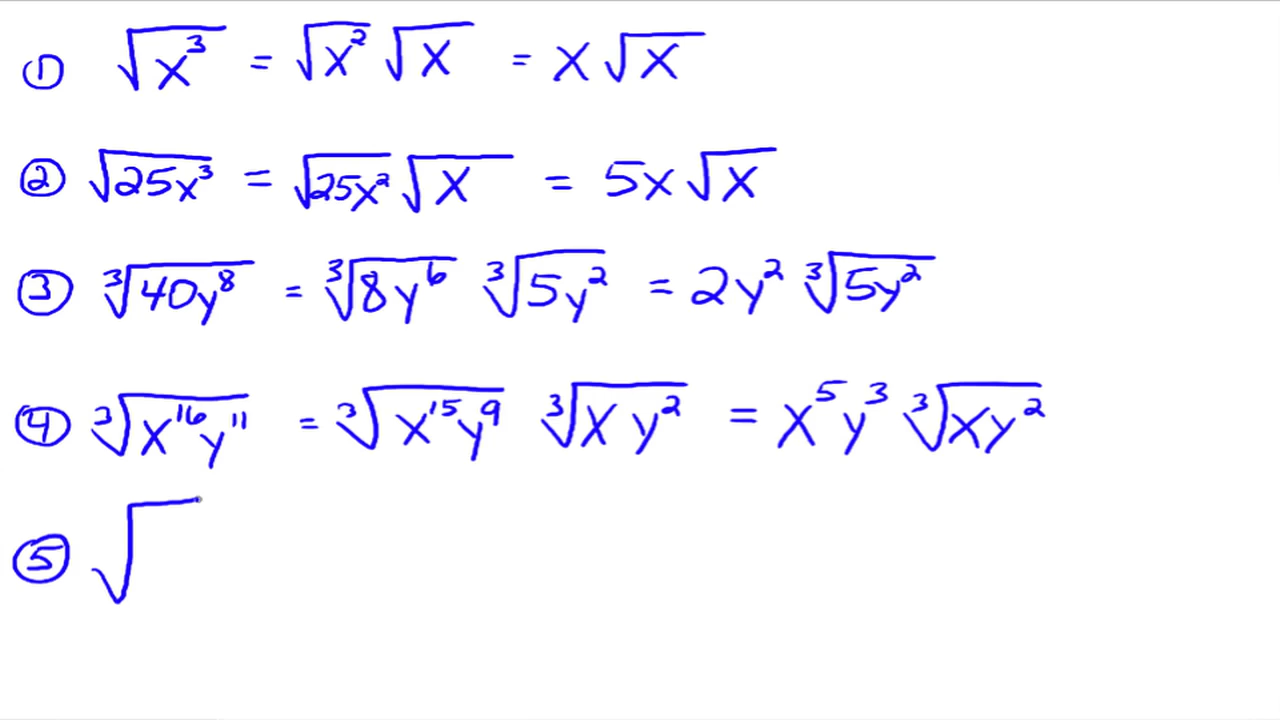 ① √x³ = √x² √x = x√x
② √25x³ = √25x² √x = 5x√x
③ ∛40y⁸ = ∛8y⁶ ∛5y² = 2y² ∛5y²
④ ∛x¹⁶y¹¹ = ∛x¹⁵y⁹ ∛xy² = x⁵y³ ∛xy²
⑤ √